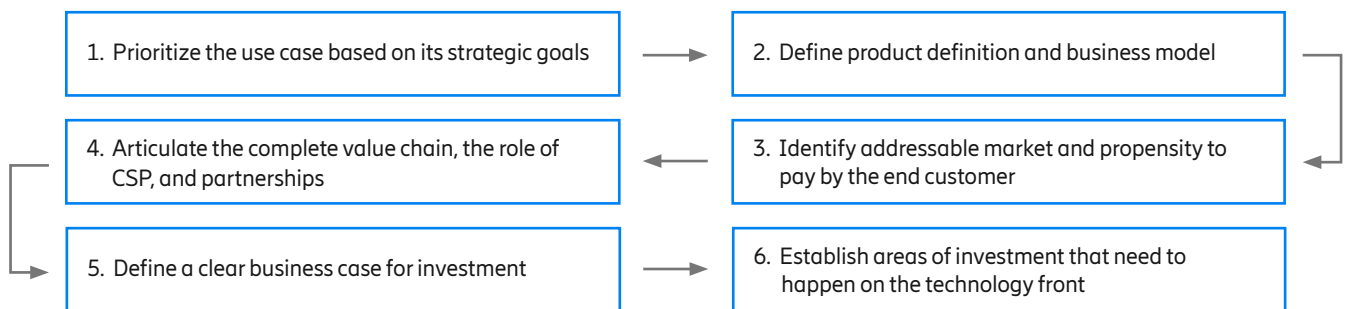 1. Prioritize the use case based on its strategic goals
2. Define product definition and business model
3. Identify addressable market and propensity to
pay by the end customer
4. Articulate the complete value chain, the role of
CSP, and partnerships
5. Define a clear business case for investment
6. Establish areas of investment that need to
happen on the technology front